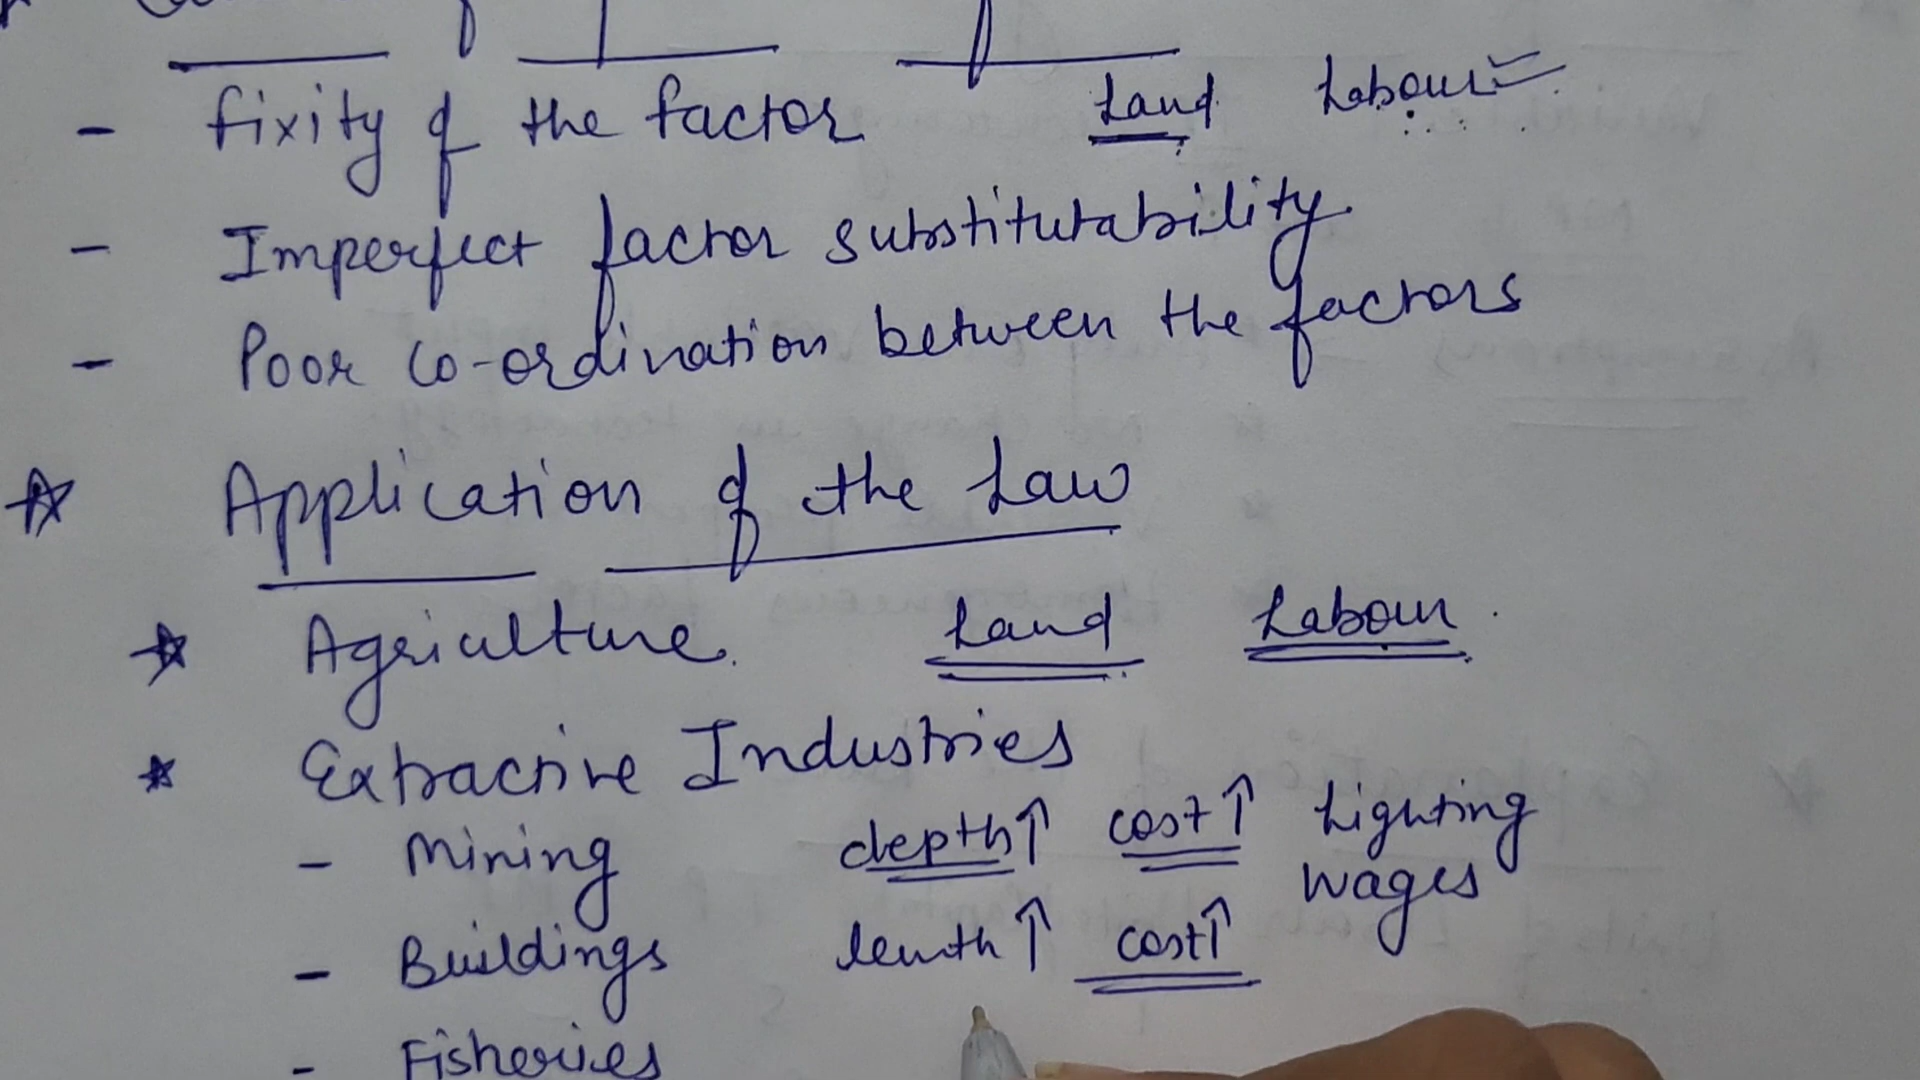 - fixity of the factor Land Labour
- Imperfect factor substitutability
- Poor co-ordination between the factors
☆ Application of the Law
☆ Agriculture. Land Labour.
☆ Extractive Industries
- Mining depth↑ cost↑ Lighting
wages
- Buildings lenth↑ cost↑
- Fisheries